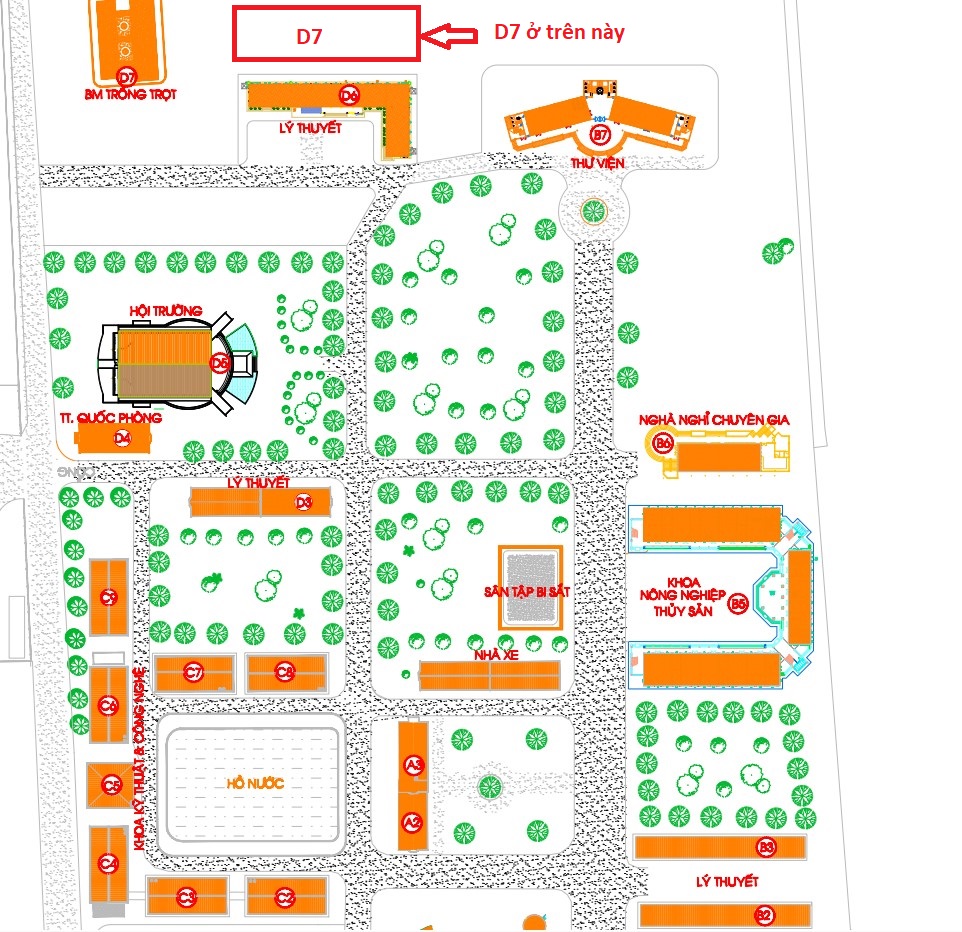 D7
D7 ở trên này
D7
BM TRỒNG TRỌT
D6
LÝ THUYẾT
B7
THƯ VIỆN
HỘI TRƯỜNG
D5
TT. QUỐC PHÒNG
D4
NGHÀ NGHỈ CHUYÊN GIA
B6
CỔNG
LÝ THUYẾT
D3
SÂN TẬP BI SẮT
KHOA
NÔNG NGHIỆP
THỦY SẢN
B5
C9
NHÀ XE
C7
C8
C6
KHOA KỸ THUẬT & CÔNG NGHỆ
A3
HỒ NƯỚC
C5
A2
B3
C4
LÝ THUYẾT
C3
C2
B2